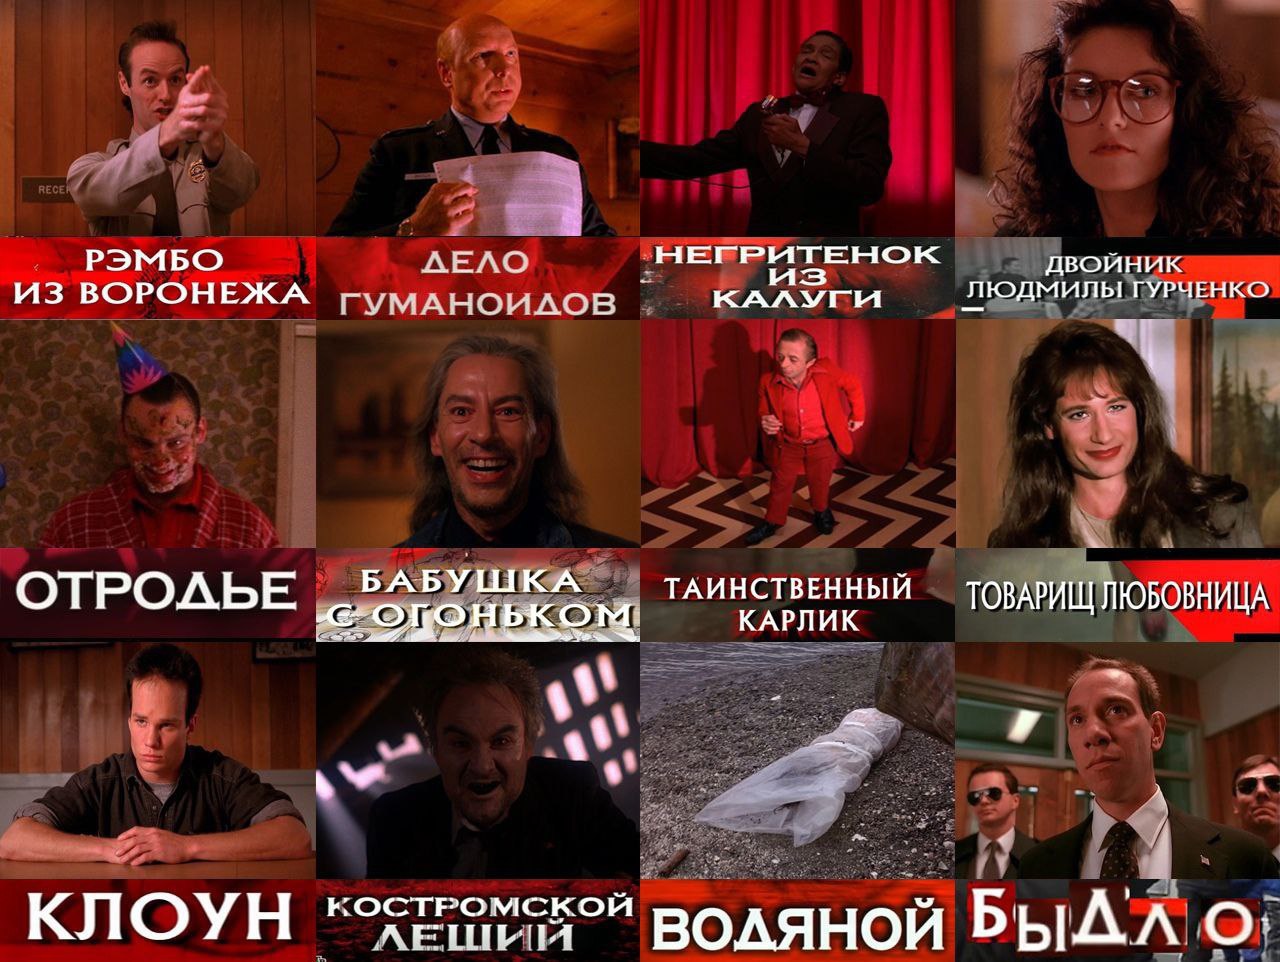 RECEP
РЭМБО
ИЗ ВОРОНЕЖА
ДЕЛО
ГУМАНОИДОВ
НЕГРИТЕНОК
ИЗ
КАЛУГИ
ДВОЙНИК
ЛЮДМИЛЫ ГУРЧЕНКО
ОТРОДЬЕ
БАБУШКА
С ОГОНЬКОМ
ТАИНСТВЕННЫЙ
КАРЛИК
ТОВАРИЩ ЛЮБОВНИЦА
КЛОУН
КОСТРОМСКОЙ
ЛЕШИЙ
ВОДЯНОЙ
БЫДЛО